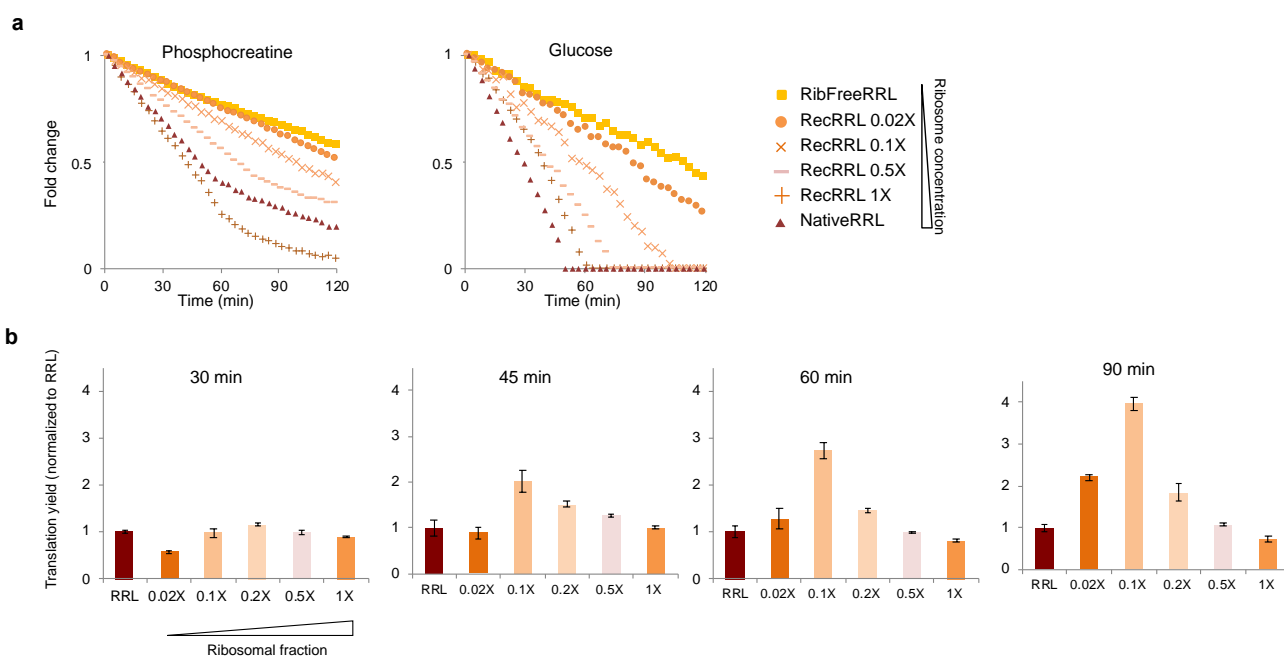 a
Phosphocreatine
Glucose
Fold change
1
0.5
0
0
30
60
90
120
Time (min)
1
0.5
0
0
30
60
90
120
Time (min)
RibFreeRRL
RecRRL 0.02X
RecRRL 0.1X
RecRRL 0.5X
RecRRL 1X
NativeRRL
Ribosome concentration
b
Translation yield (normalized to RRL)
30 min
4
3
2
1
0
RRL 0.02X 0.1X 0.2X 0.5X 1X
Ribosomal fraction
45 min
4
3
2
1
0
RRL 0.02X 0.1X 0.2X 0.5X 1X
60 min
4
3
2
1
0
RRL 0.02X 0.1X 0.2X 0.5X 1X
90 min
4
3
2
1
0
RRL 0.02X 0.1X 0.2X 0.5X 1X